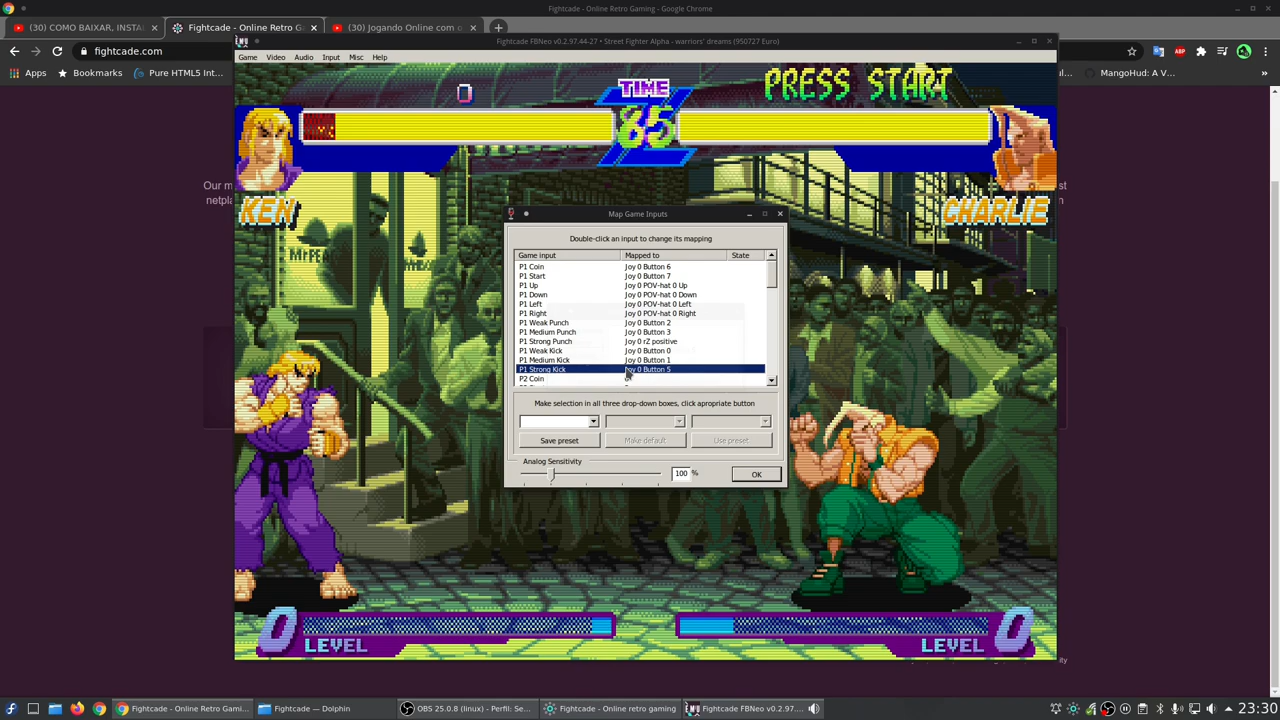 Fightcade - Online Retro Gaming - Google Chrome
(30) COMO BAIXAR, INSTAL
Fightcade - Online Retro Ga
(30) Jogando Online com o
fightcade.com
ABP
Apps
Bookmarks
Pure HTML5 Int...
MangoHud: A V...
Fightcade FBNeo v0.2.97.44-27 • Street Fighter Alpha - warriors' dreams (950727 Euro)
Game Video Audio Input Misc Help
0
TIME
85
PRESS START
KEN
CHARLIE
Our m
netpla
st
Map Game Inputs
Double-click an input to change its mapping
Game input Mapped to State
P1 Coin Joy 0 Button 6
P1 Start Joy 0 Button 7
P1 Up Joy 0 POV-hat 0 Up
P1 Down Joy 0 POV-hat 0 Down
P1 Left Joy 0 POV-hat 0 Left
P1 Right Joy 0 POV-hat 0 Right
P1 Weak Punch Joy 0 Button 2
P1 Medium Punch Joy 0 Button 3
P1 Strong Punch Joy 0 rZ positive
P1 Weak Kick Joy 0 Button 0
P1 Medium Kick Joy 0 Button 1
P1 Strong Kick Joy 0 Button 5
P2 Coin
Make selection in all three drop-down boxes, click apropriate button
Save preset Make default Use preset
Analog Sensitivity
100 %
OK
0 LEVEL
LEVEL 0
Fightcade - Online Retro Gami...
Fightcade — Dolphin
OBS 25.0.8 (linux) - Perfil: Se...
Fightcade - Online retro gaming
Fightcade FBNeo v0.2.97....
23:30